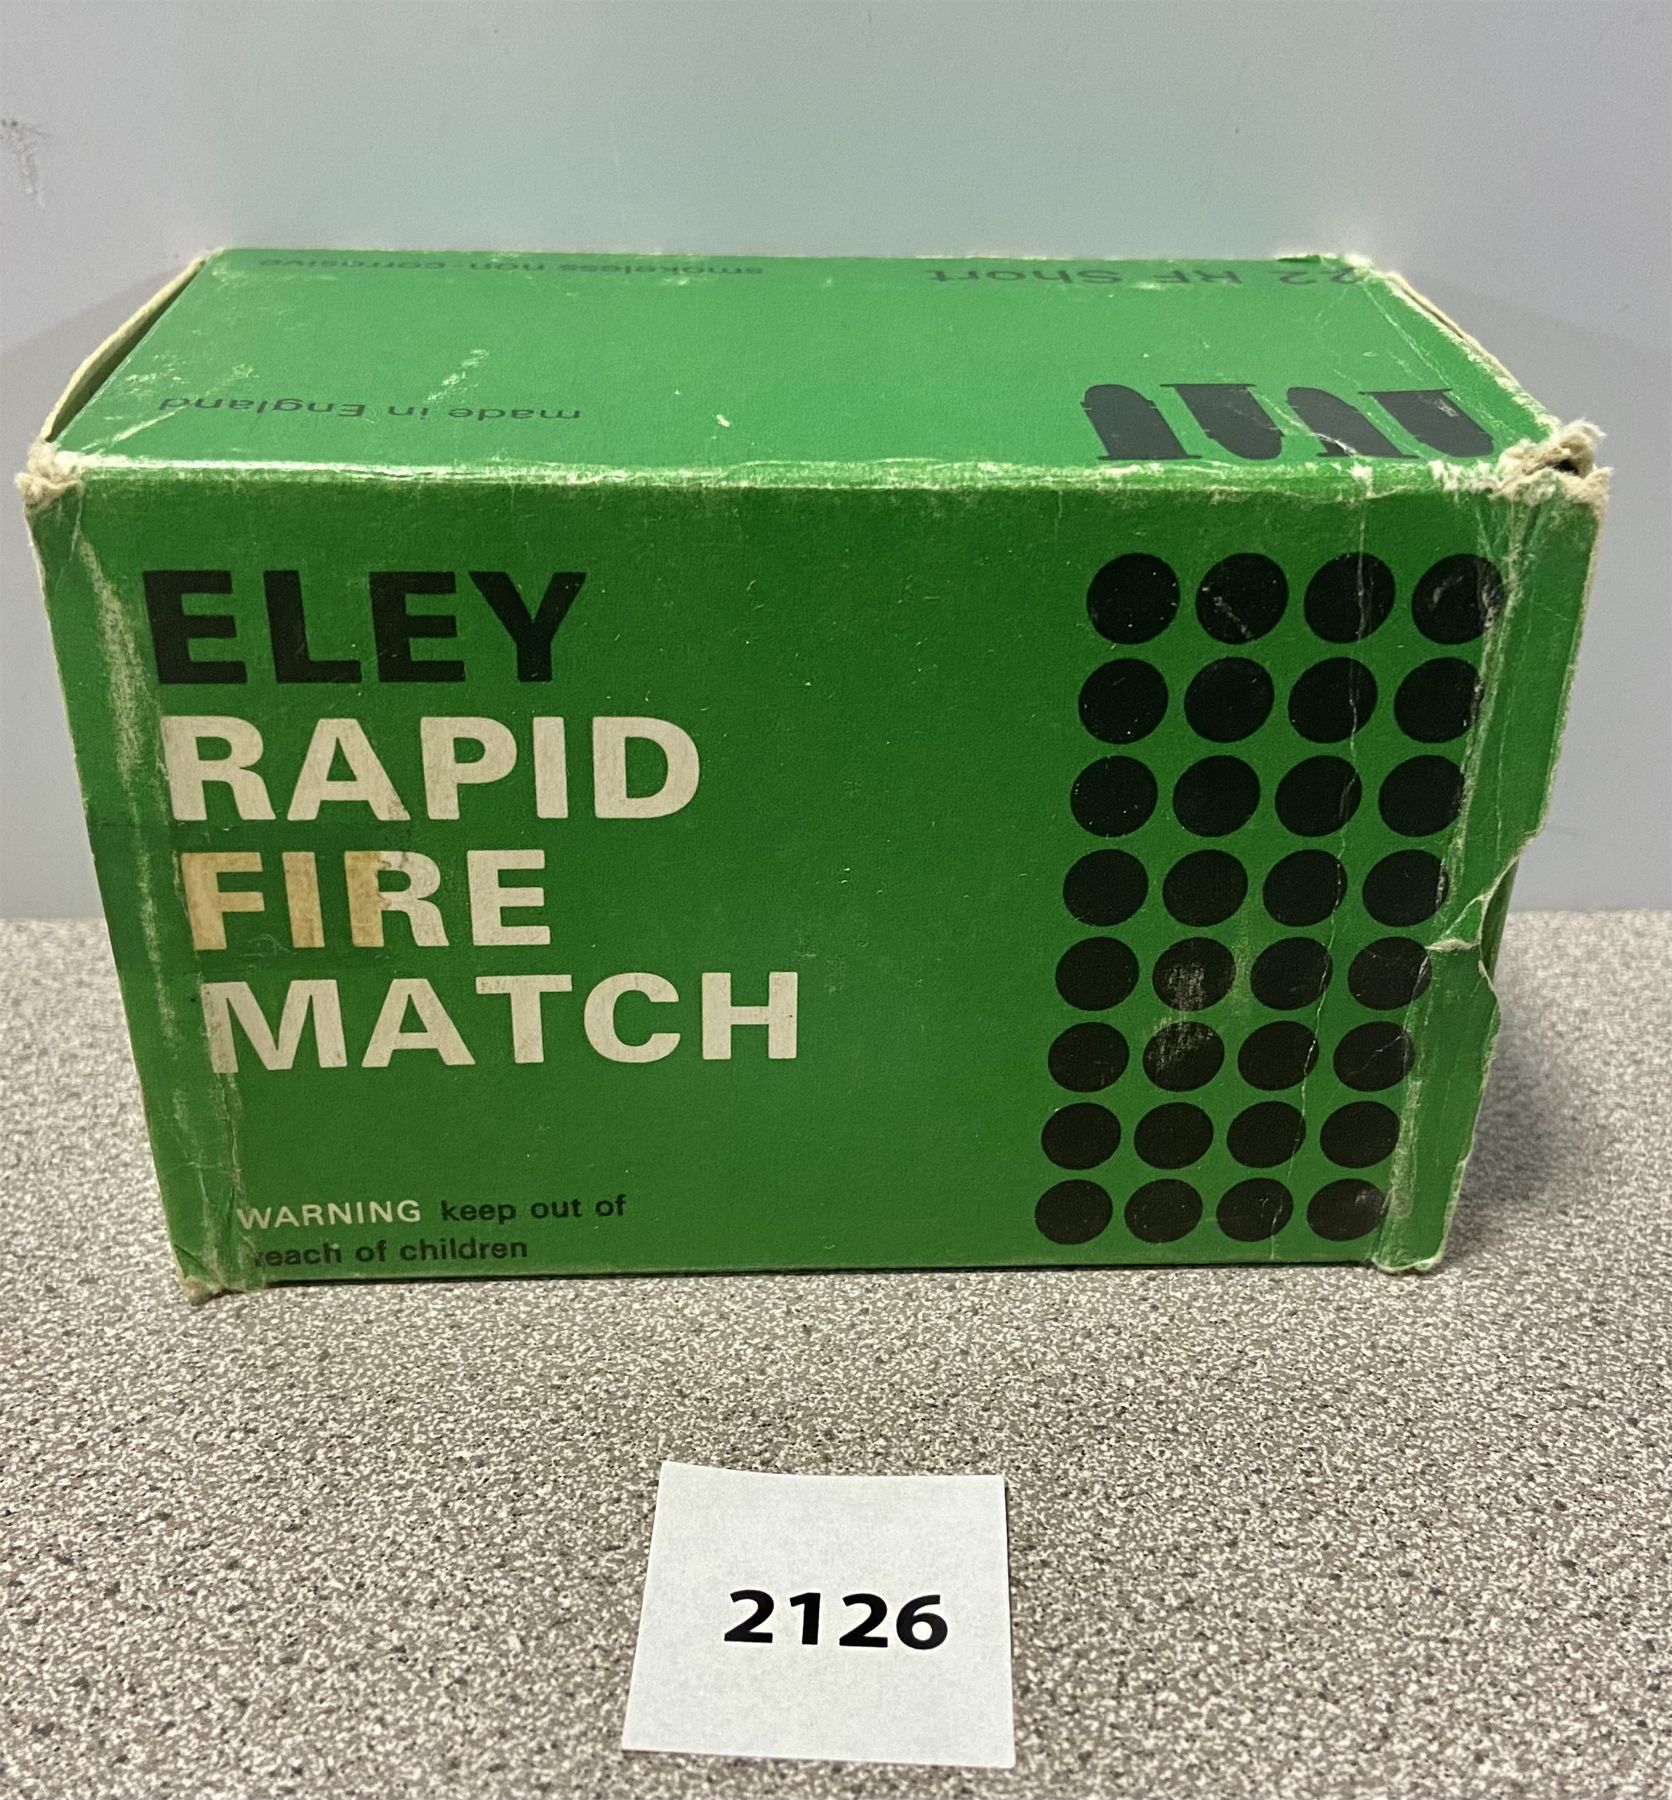 22 RF Short
smokeless non-corrosive
made in England
ELEY
RAPID
FIRE
MATCH
WARNING keep out of
reach of children
2126